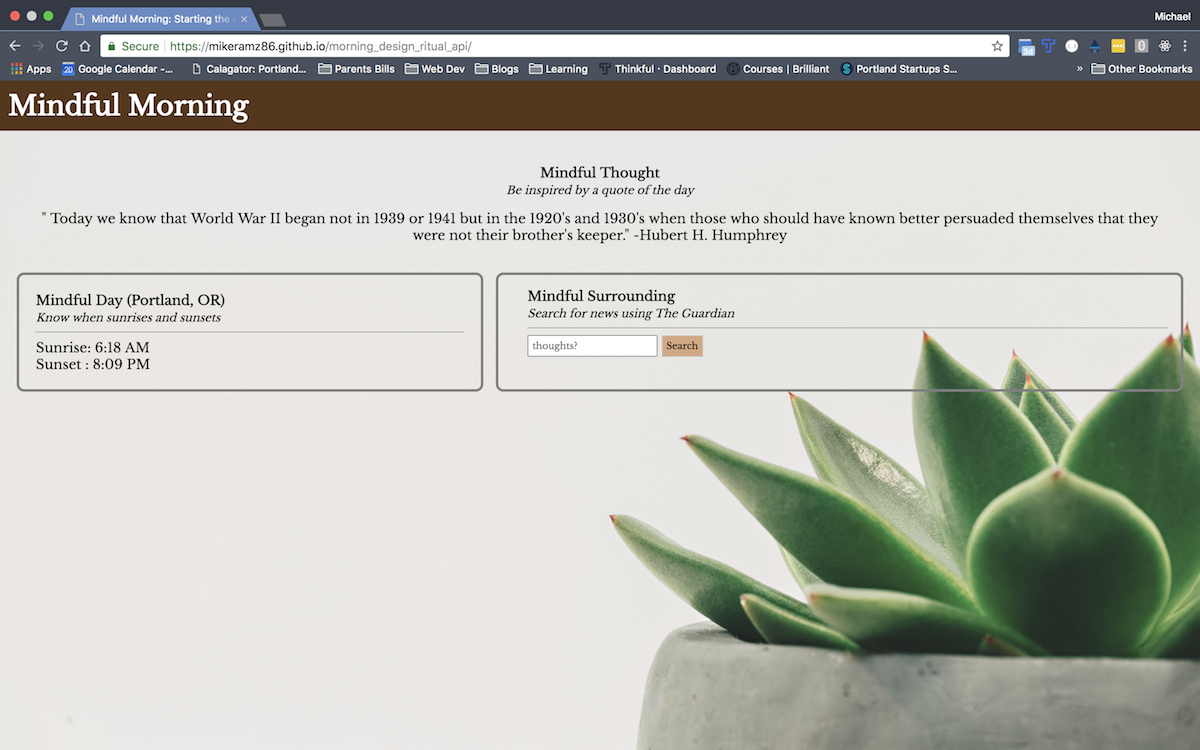 Mindful Morning: Starting the
Michael
Secure
https://mikeramz86.github.io/morning_design_ritual_api/
3d
0
Apps
20
Google Calendar -...
Calagator: Portland...
Parents Bills
Web Dev
Blogs
Learning
Thinkful · Dashboard
Courses | Brilliant
Portland Startups S...
»
Other Bookmarks
Mindful Morning
Mindful Thought
Be inspired by a quote of the day
" Today we know that World War II began not in 1939 or 1941 but in the 1920's and 1930's when those who should have known better persuaded themselves that they
were not their brother's keeper." -Hubert H. Humphrey
Mindful Day (Portland, OR)
Know when sunrises and sunsets
Sunrise: 6:18 AM
Sunset : 8:09 PM
Mindful Surrounding
Search for news using The Guardian
thoughts?
Search